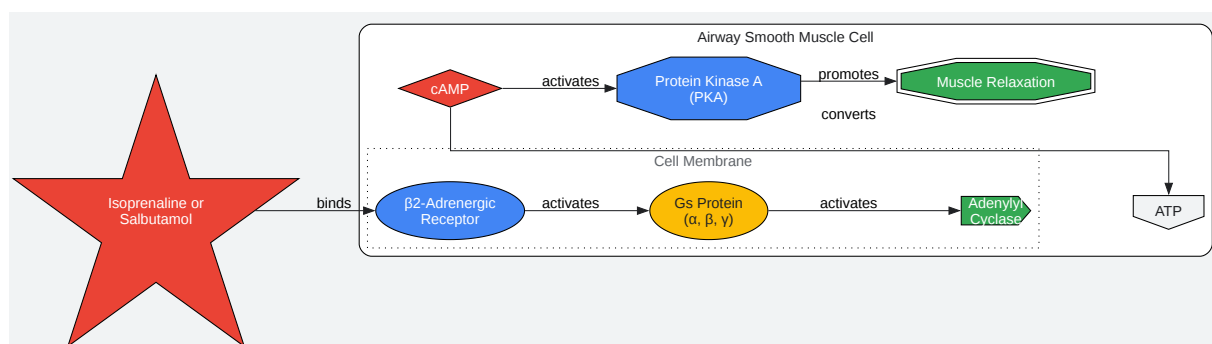 Airway Smooth Muscle Cell
cAMP
activates
Protein Kinase A
(PKA)
promotes
Muscle Relaxation
converts
Cell Membrane
Isoprenaline or
Salbutamol
binds
β2-Adrenergic
Receptor
activates
Gs Protein
(α, β, γ)
activates
Adenylyl
Cyclase
ATP